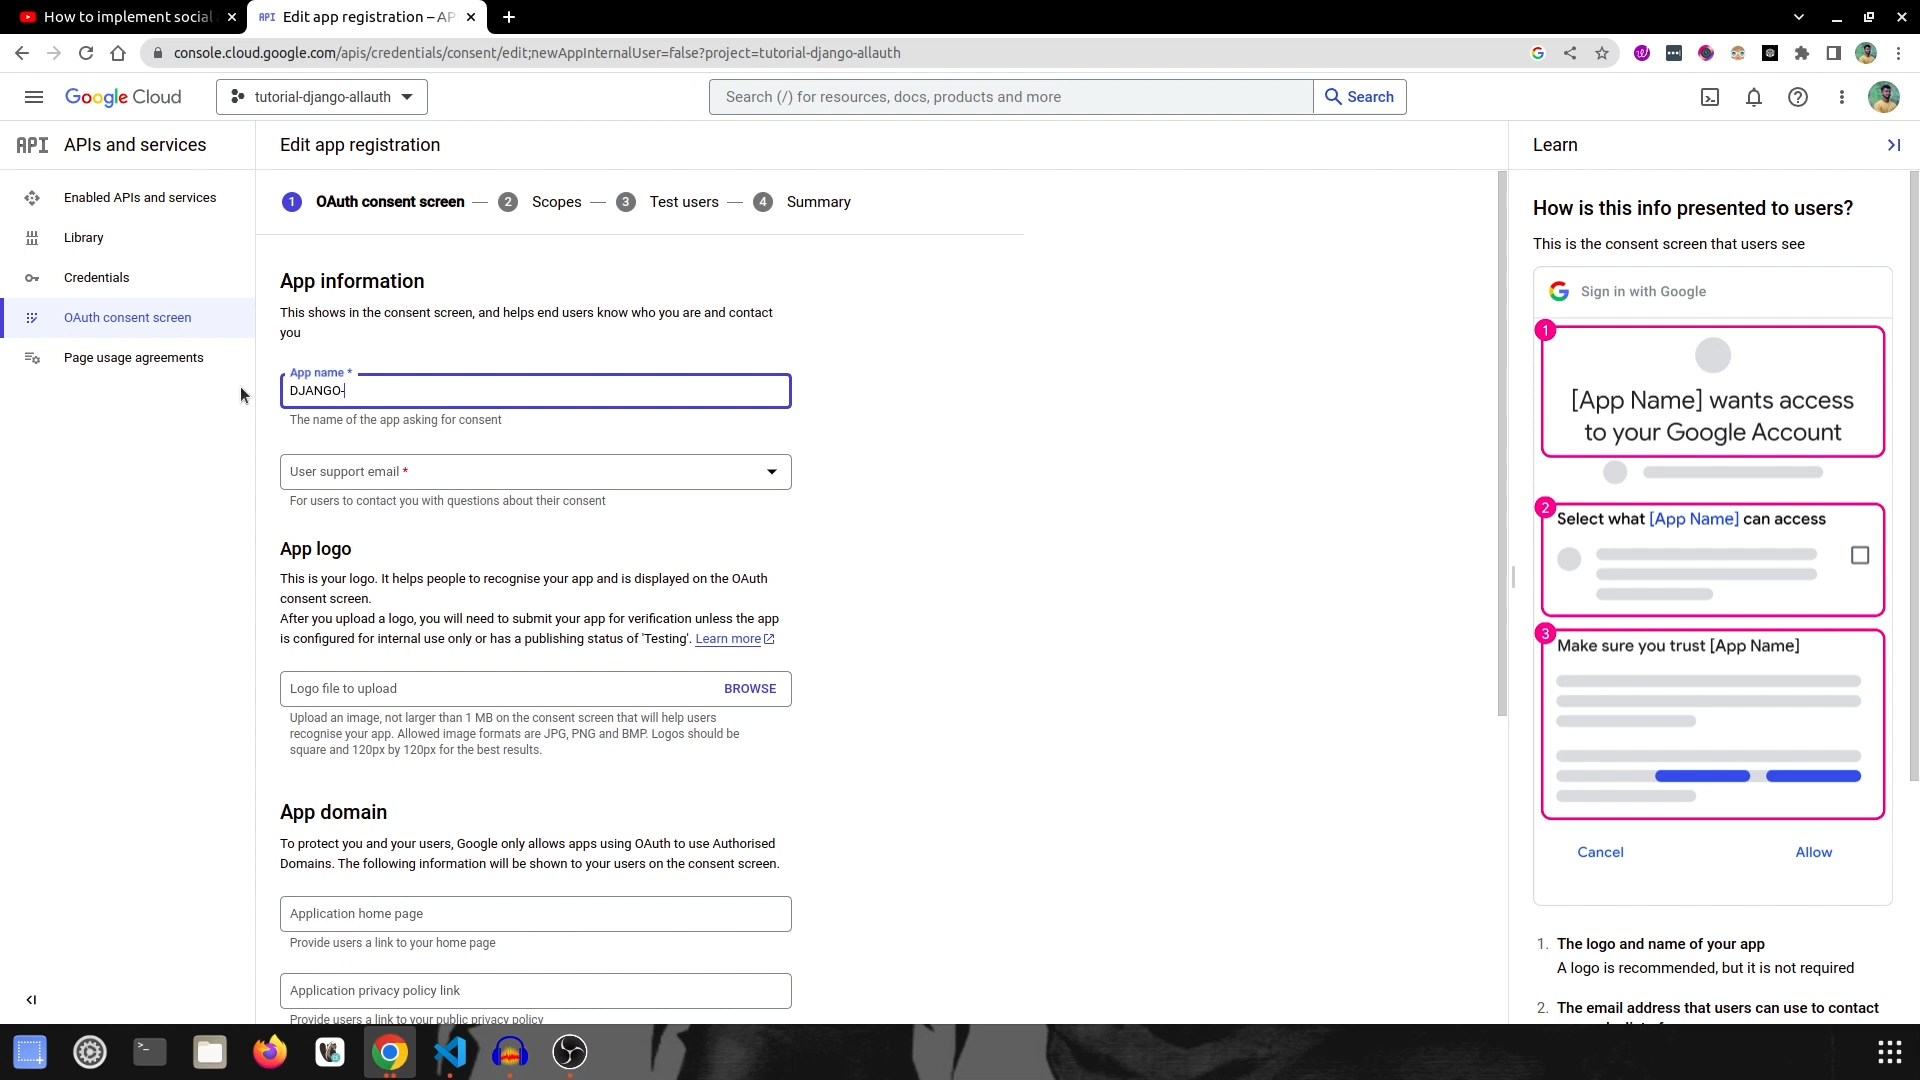 How to implement social
API Edit app registration – AP
console.cloud.google.com/apis/credentials/consent/edit;newAppInternalUser=false?project=tutorial-django-allauth
Google Cloud
tutorial-django-allauth
Search (/) for resources, docs, products and more
Search
API APIs and services
Enabled APIs and services
Library
Credentials
OAuth consent screen
Page usage agreements
Edit app registration
1 OAuth consent screen — 2 Scopes — 3 Test users — 4 Summary
App information
This shows in the consent screen, and helps end users know who you are and contact
you
App name *
DJANGO-
The name of the app asking for consent
User support email *
For users to contact you with questions about their consent
App logo
This is your logo. It helps people to recognise your app and is displayed on the OAuth
consent screen.
After you upload a logo, you will need to submit your app for verification unless the app
is configured for internal use only or has a publishing status of 'Testing'. Learn more
Logo file to upload
BROWSE
Upload an image, not larger than 1 MB on the consent screen that will help users
recognise your app. Allowed image formats are JPG, PNG and BMP. Logos should be
square and 120px by 120px for the best results.
App domain
To protect you and your users, Google only allows apps using OAuth to use Authorised
Domains. The following information will be shown to your users on the consent screen.
Application home page
Provide users a link to your home page
Application privacy policy link
Provide users a link to your public privacy policy
Learn
How is this info presented to users?
This is the consent screen that users see
Sign in with Google
1
[App Name] wants access
to your Google Account
2
Select what [App Name] can access
3
Make sure you trust [App Name]
Cancel
Allow
1. The logo and name of your app
A logo is recommended, but it is not required
2. The email address that users can use to contact